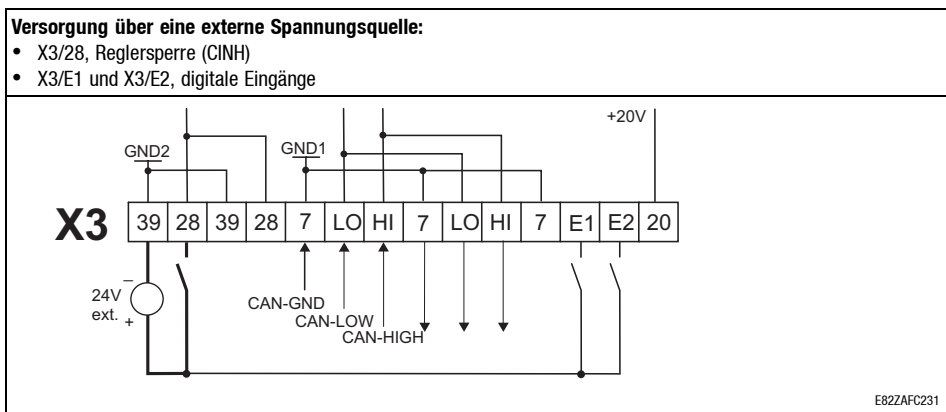 Versorgung über eine externe Spannungsquelle:
• X3/28, Reglersperre (CINH)
• X3/E1 und X3/E2, digitale Eingänge
+20V
GND2 GND1
X3 39 28 39 28 7 LO HI 7 LO HI 7 E1 E2 20
–
24V
ext.
+
CAN-GND
CAN-LOW
CAN-HIGH
E82ZAFC231